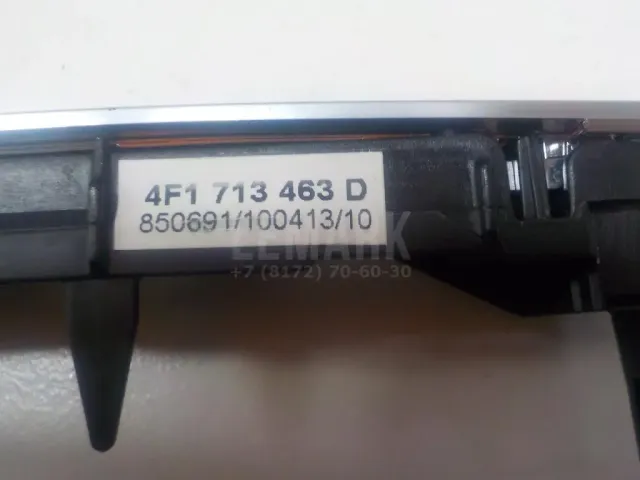 4F1 713 463 D
850691/100413/10
LEMARK
+7 (8172) 70-60-30